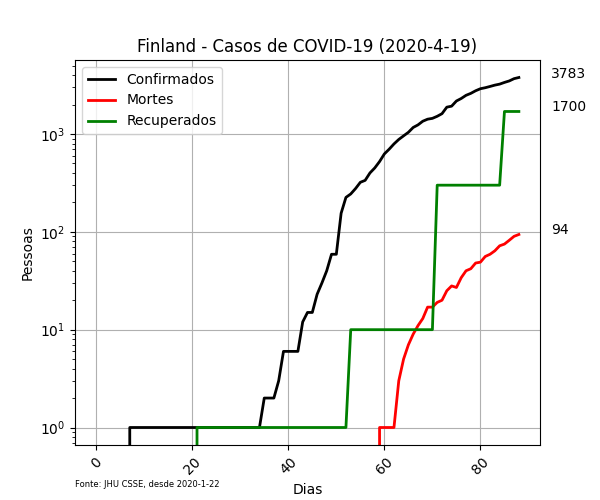 Finland - Casos de COVID-19 (2020-4-19)
Confirmados
Mortes
Recuperados
3783
1700
94
Pessoas
10³
10²
10¹
10⁰
0
20
40
60
80
Dias
Fonte: JHU CSSE, desde 2020-1-22